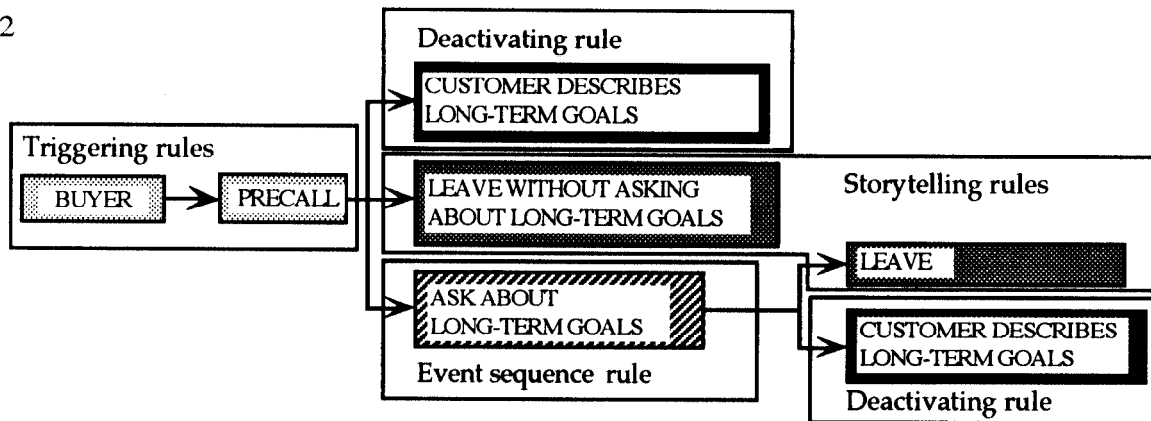 2
Deactivating rule
CUSTOMER DESCRIBES
LONG-TERM GOALS
Triggering rules
BUYER
PRECALL
LEAVE WITHOUT ASKING
ABOUT LONG-TERM GOALS
Storytelling rules
LEAVE
ASK ABOUT
LONG-TERM GOALS
Event sequence rule
CUSTOMER DESCRIBES
LONG-TERM GOALS
Deactivating rule